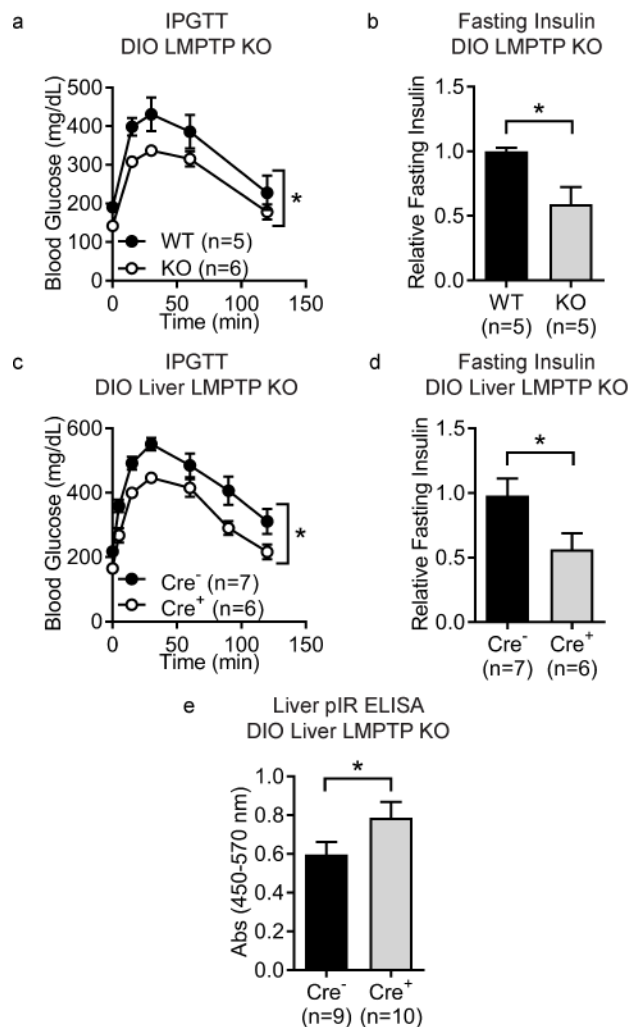 a
IPGTT
DIO LMPTP KO
Blood Glucose (mg/dL)
500
400
300
200
100
0
WT (n=5)
KO (n=6)
*
0 50 100 150
Time (min)
b
Fasting Insulin
DIO LMPTP KO
Relative Fasting Insulin
1.5
1.0
0.5
0.0
*
WT KO
(n=5) (n=5)
c
IPGTT
DIO Liver LMPTP KO
Blood Glucose (mg/dL)
600
400
200
0
Cre⁻ (n=7)
Cre⁺ (n=6)
*
0 50 100 150
Time (min)
d
Fasting Insulin
DIO Liver LMPTP KO
Relative Fasting Insulin
1.5
1.0
0.5
0.0
*
Cre⁻ Cre⁺
(n=7) (n=6)
e
Liver pIR ELISA
DIO Liver LMPTP KO
Abs (450-570 nm)
1.0
0.8
0.6
0.4
0.2
0.0
*
Cre⁻ Cre⁺
(n=9) (n=10)